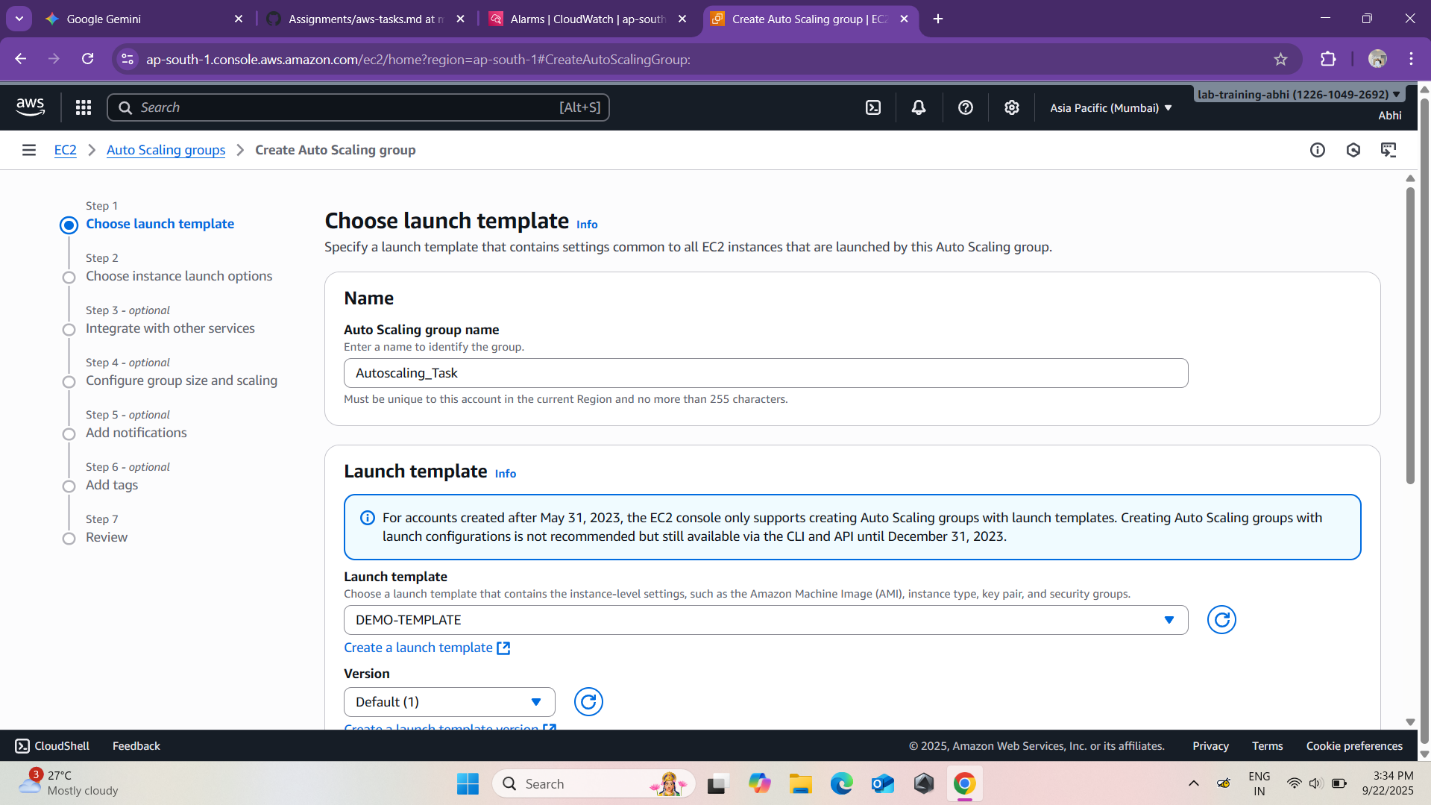 Google Gemini
Assignments/aws-tasks.md at m
Alarms | CloudWatch | ap-south
Create Auto Scaling group | EC2
ap-south-1.console.aws.amazon.com/ec2/home?region=ap-south-1#CreateAutoScalingGroup:
aws
Search
[Alt+S]
Asia Pacific (Mumbai)
lab-training-abhi (1226-1049-2692)
Abhi
EC2
Auto Scaling groups
Create Auto Scaling group
Step 1
Choose launch template
Step 2
Choose instance launch options
Step 3 - optional
Integrate with other services
Step 4 - optional
Configure group size and scaling
Step 5 - optional
Add notifications
Step 6 - optional
Add tags
Step 7
Review
Choose launch template Info
Specify a launch template that contains settings common to all EC2 instances that are launched by this Auto Scaling group.
Name
Auto Scaling group name
Enter a name to identify the group.
Autoscaling_Task
Must be unique to this account in the current Region and no more than 255 characters.
Launch template Info
For accounts created after May 31, 2023, the EC2 console only supports creating Auto Scaling groups with launch templates. Creating Auto Scaling groups with
launch configurations is not recommended but still available via the CLI and API until December 31, 2023.
Launch template
Choose a launch template that contains the instance-level settings, such as the Amazon Machine Image (AMI), instance type, key pair, and security groups.
DEMO-TEMPLATE
Create a launch template
Version
Default (1)
Create a launch template version
CloudShell
Feedback
© 2025, Amazon Web Services, Inc. or its affiliates.
Privacy
Terms
Cookie preferences
3
27°C
Mostly cloudy
Search
ENG
IN
3:34 PM
9/22/2025